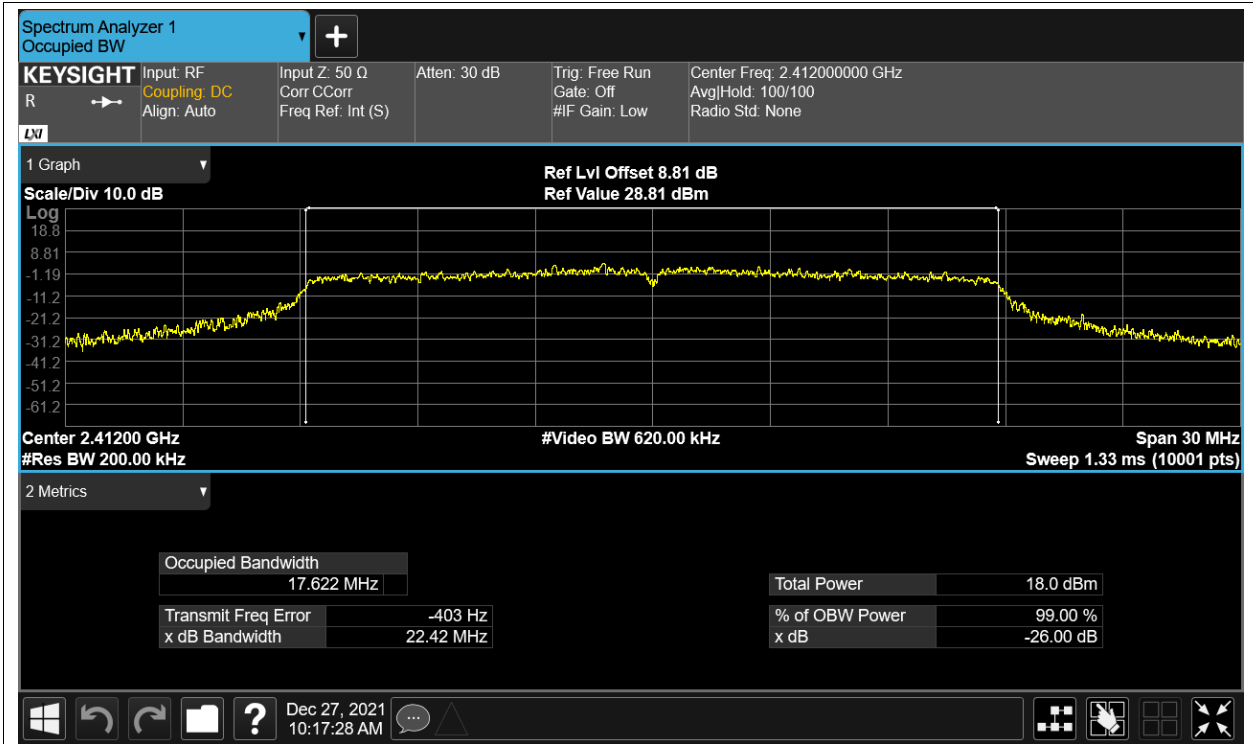 Spectrum Analyzer 1
Occupied BW
KEYSIGHT Input: RF Input Z: 50 Ω Atten: 30 dB Trig: Free Run Center Freq: 2.412000000 GHz
R Coupling: DC Corr CCorr Gate: Off Avg|Hold: 100/100
Align: Auto Freq Ref: Int (S) #IF Gain: Low Radio Std: None
LXI
1 Graph
Ref Lvl Offset 8.81 dB
Scale/Div 10.0 dB Ref Value 28.81 dBm
Log
18.8
8.81
-1.19
-11.2
-21.2
-31.2
-41.2
-51.2
-61.2
Center 2.41200 GHz #Video BW 620.00 kHz Span 30 MHz
#Res BW 200.00 kHz Sweep 1.33 ms (10001 pts)
2 Metrics
Occupied Bandwidth
17.622 MHz Total Power 18.0 dBm
Transmit Freq Error -403 Hz % of OBW Power 99.00 %
x dB Bandwidth 22.42 MHz x dB -26.00 dB
? Dec 27, 2021
10:17:28 AM